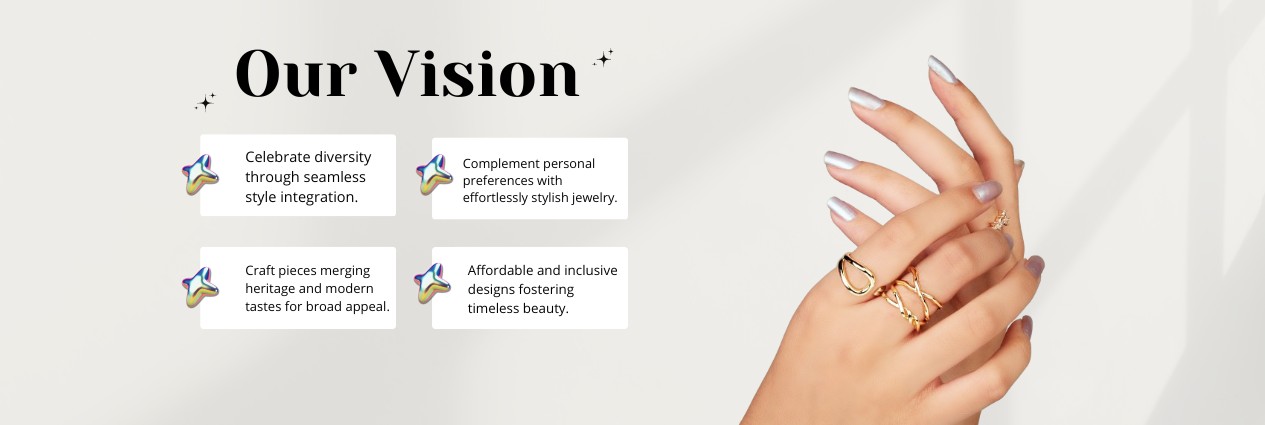 Our Vision
Celebrate diversity
through seamless
style integration.
Complement personal
preferences with
effortlessly stylish jewelry.
Craft pieces merging
heritage and modern
tastes for broad appeal.
Affordable and inclusive
designs fostering
timeless beauty.